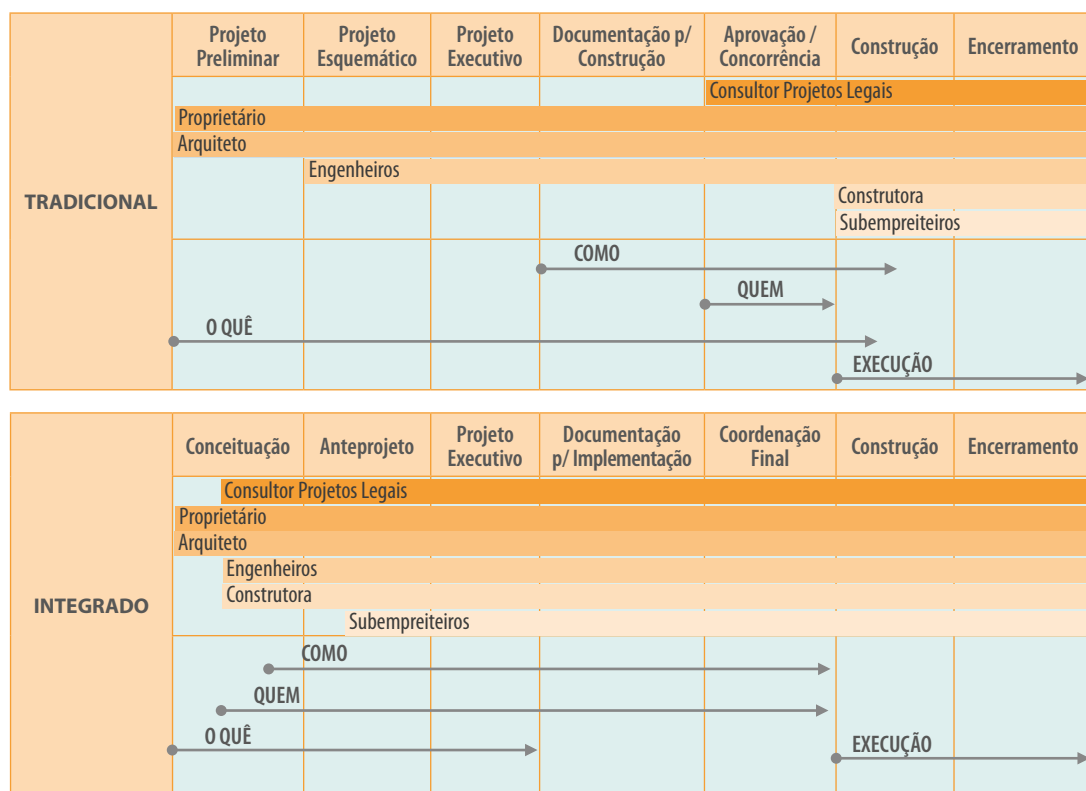 Projeto
Preliminar
Projeto
Esquemático
Projeto
Executivo
Documentação p/
Construção
Aprovação /
Concorrência
Construção
Encerramento
TRADICIONAL
Consultor Projetos Legais
Proprietário
Arquiteto
Engenheiros
Construtora
Subempreiteiros
COMO
QUEM
O QUÊ
EXECUÇÃO
Conceituação
Anteprojeto
Projeto
Executivo
Documentação
p/ Implementação
Coordenação
Final
Construção
Encerramento
INTEGRADO
Consultor Projetos Legais
Proprietário
Arquiteto
Engenheiros
Construtora
Subempreiteiros
COMO
QUEM
O QUÊ
EXECUÇÃO